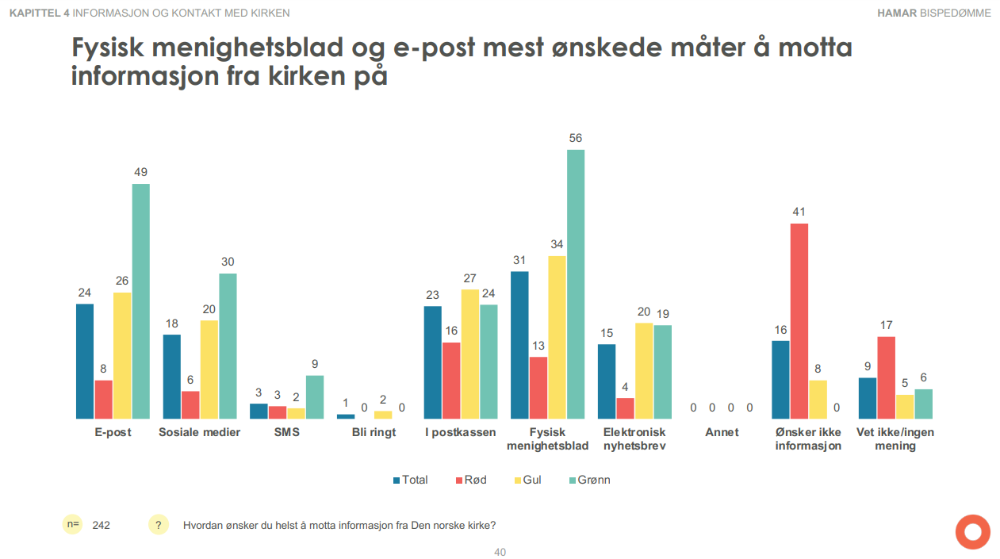 KAPITTEL 4 INFORMASJON OG KONTAKT MED KIRKEN
HAMAR BISPEDØMME
Fysisk menighetsblad og e-post mest ønskede måter å motta
informasjon fra kirken på
24 8 26 49
18 6 20 30
3 3 2 9
1 0 2 0
23 16 27 24
31 13 34 56
15 4 20 19
0 0 0 0
16 41 8 0
9 17 5 6
E-post
Sosiale medier
SMS
Bli ringt
I postkassen
Fysisk
menighetsblad
Elektronisk
nyhetsbrev
Annet
Ønsker ikke
informasjon
Vet ikke/ingen
mening
Total Rød Gul Grønn
n= 242
? Hvordan ønsker du helst å motta informasjon fra Den norske kirke?
40